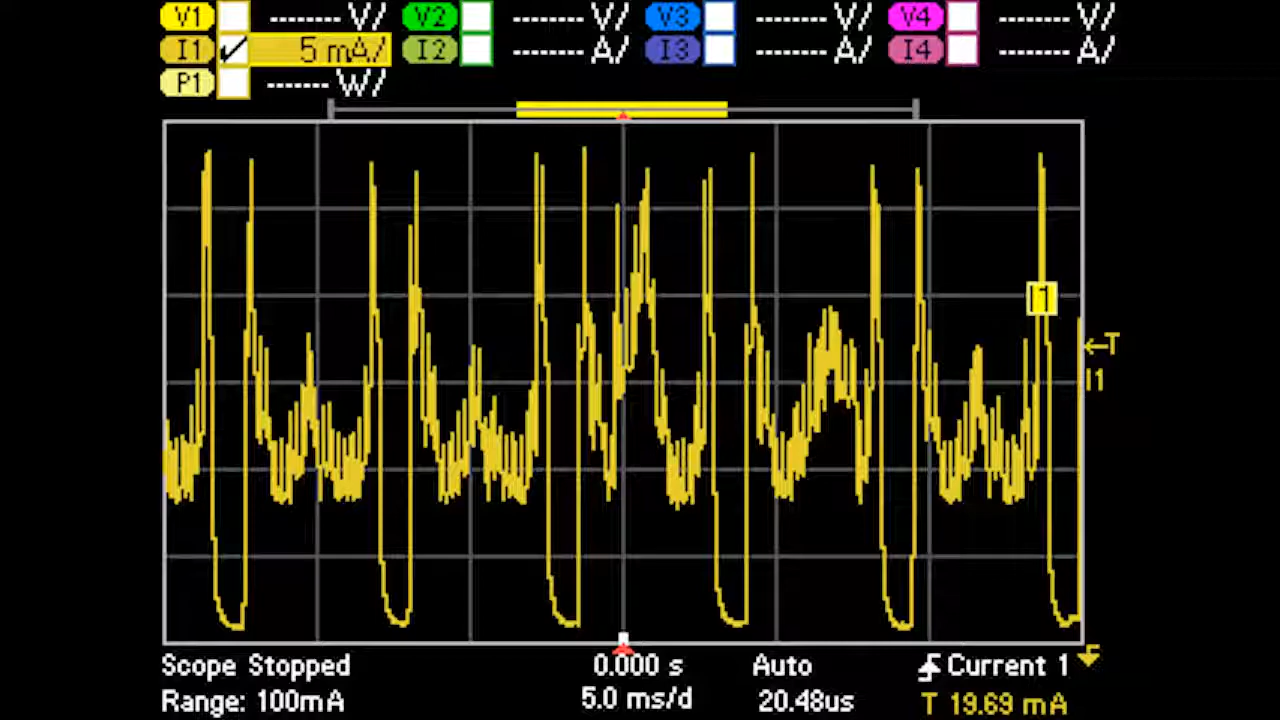 V1 ------- V/ V2 ------- V/ V3 ------- V/ V4 ------- V/
I1 ✓ 5 mA/ I2 ------- A/ I3 ------- A/ I4 ------- A/
P1 ------- W/
1
←T
I1
Scope Stopped 0.000 s Auto Current 1
Range: 100mA 5.0 ms/d 20.48us T 19.69 mA